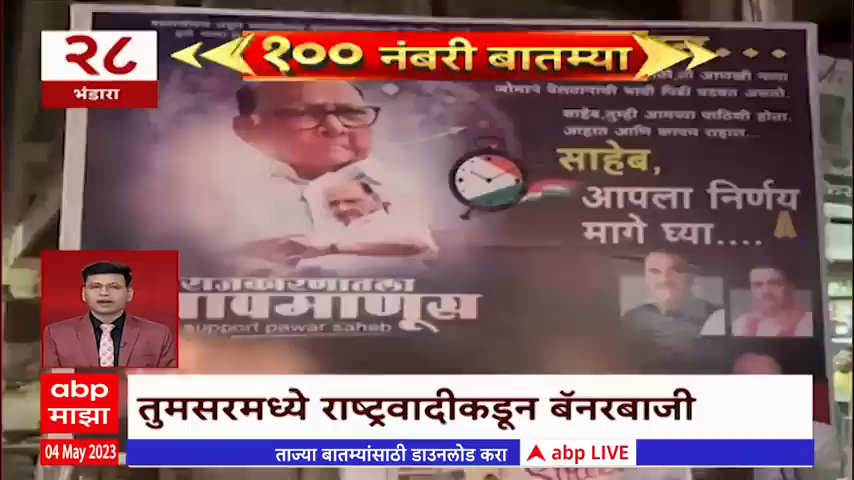 २८
भंडारा
१०० नंबरी बातम्या
साहेब, तुम्ही आमच्या पाठिशी होता,
आहात आणि कायम राहाल...
साहेब,
आपला निर्णय
मागे घ्या....
राजकारणातला
support pawar saheb
abp
माझा
तुमसरमध्ये राष्ट्रवादीकडून बॅनरबाजी
04 May 2023
ताज्या बातम्यांसाठी डाउनलोड करा
abp LIVE